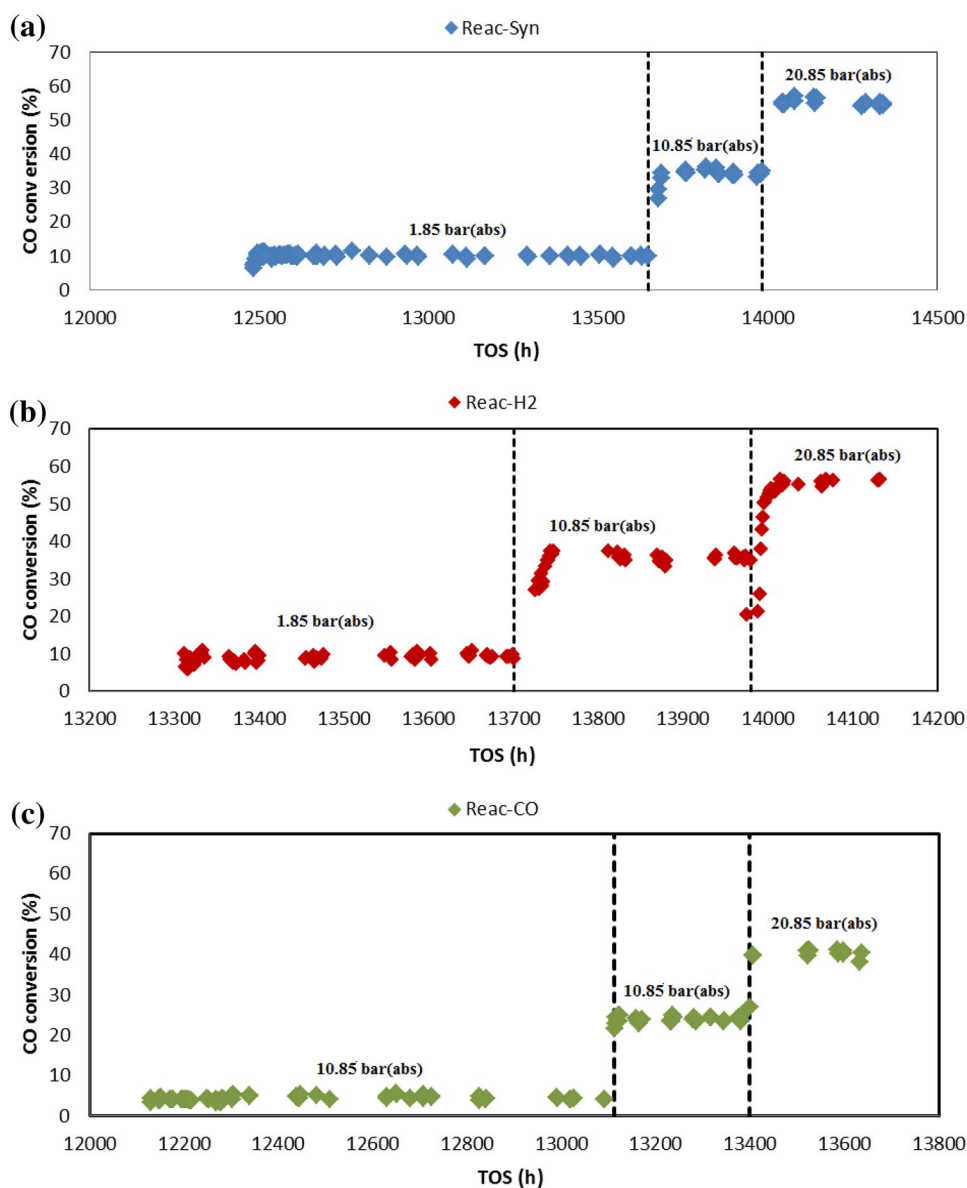 (a)
Reac-Syn
CO conversion (%)
70
60
50
40
30
20
10
0
1.85 bar(abs)
10.85 bar(abs)
20.85 bar(abs)
12000 12500 13000 13500 14000 14500
TOS (h)
(b)
Reac-H2
CO conversion (%)
70
60
50
40
30
20
10
0
1.85 bar(abs)
10.85 bar(abs)
20.85 bar(abs)
13200 13300 13400 13500 13600 13700 13800 13900 14000 14100 14200
TOS (h)
(c)
Reac-CO
CO conversion (%)
70
60
50
40
30
20
10
0
10.85 bar(abs)
10.85 bar(abs)
20.85 bar(abs)
12000 12200 12400 12600 12800 13000 13200 13400 13600 13800
TOS (h)